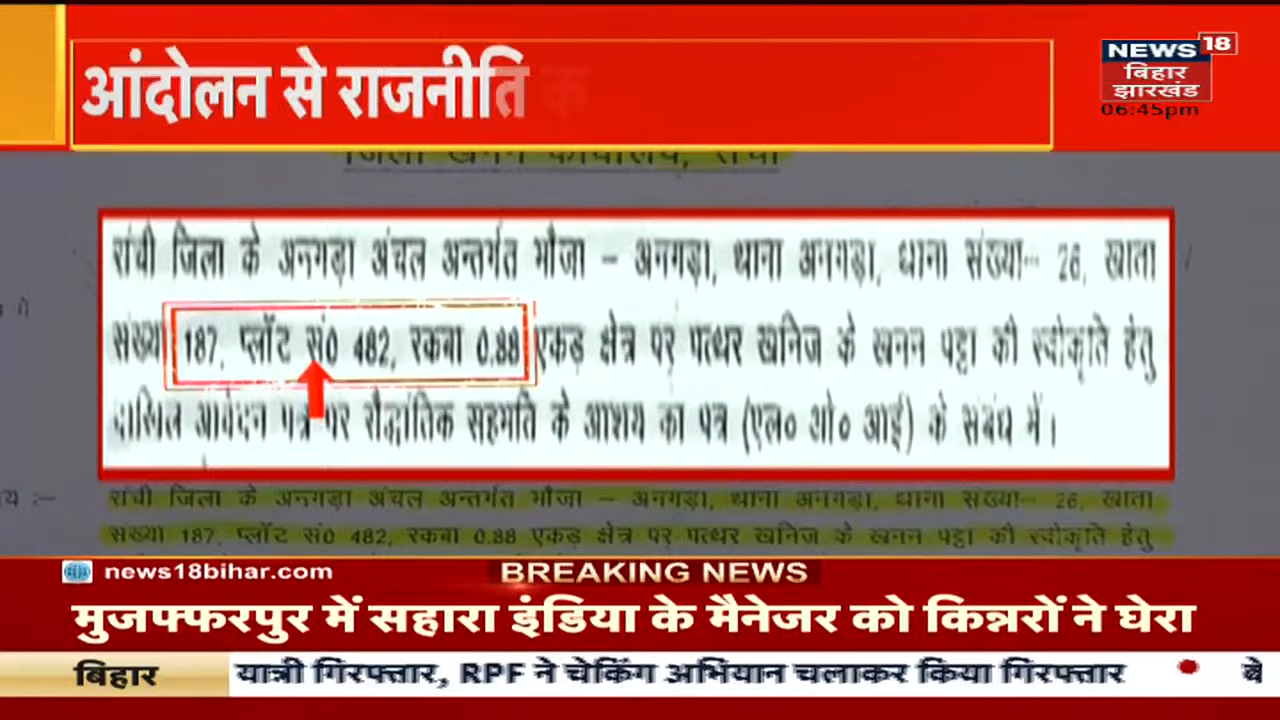 आंदोलन से राजनीति क
NEWS 18
बिहार
झारखंड
06:45pm
जिला खनन कार्यालय, रांची
रांची जिला के अनगड़ा अंचल अन्तर्गत मौजा – अनगड़ा, थाना अनगड़ा, थाना संख्या– 26, खाता
संख्या 187, प्लॉट सं0 482, रकबा 0.88 एकड़ क्षेत्र पर पत्थर खनिज के खनन पट्टा की स्वीकृति हेतु
दाखिल आवेदन पत्र पर सैद्धांतिक सहमति के आशय का पत्र (एल० ओ० आई) के संबंध में।
रांची जिला के अनगड़ा अंचल अन्तर्गत मौजा – अनगड़ा, थाना अनगड़ा, थाना संख्या– 26, खाता
संख्या 187, प्लॉट सं0 482, रकबा 0.88 एकड़ क्षेत्र पर पत्थर खनिज के खनन पट्टा की स्वीकृति हेतु
news18bihar.com
BREAKING NEWS
मुजफ्फरपुर में सहारा इंडिया के मैनेजर को किन्नरों ने घेरा
बिहार
यात्री गिरफ्तार, RPF ने चेकिंग अभियान चलाकर किया गिरफ्तार